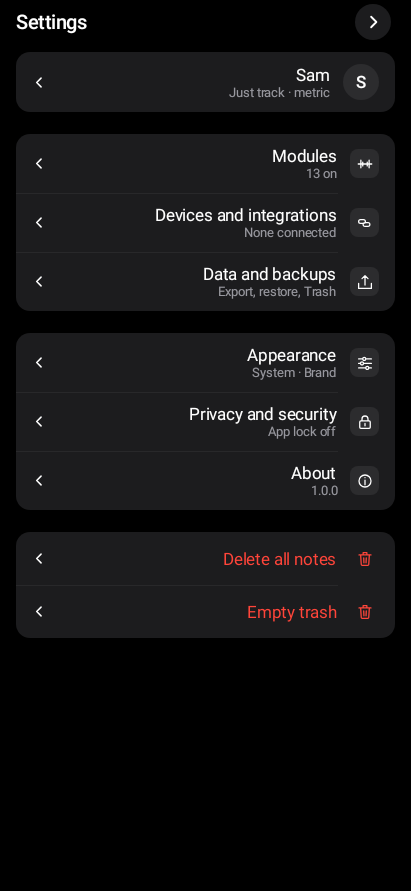 Settings
Sam
S
Just track · metric
Modules
13 on
Devices and integrations
None connected
Data and backups
Export, restore, Trash
Appearance
System · Brand
Privacy and security
App lock off
About
1.0.0
Delete all notes
Empty trash